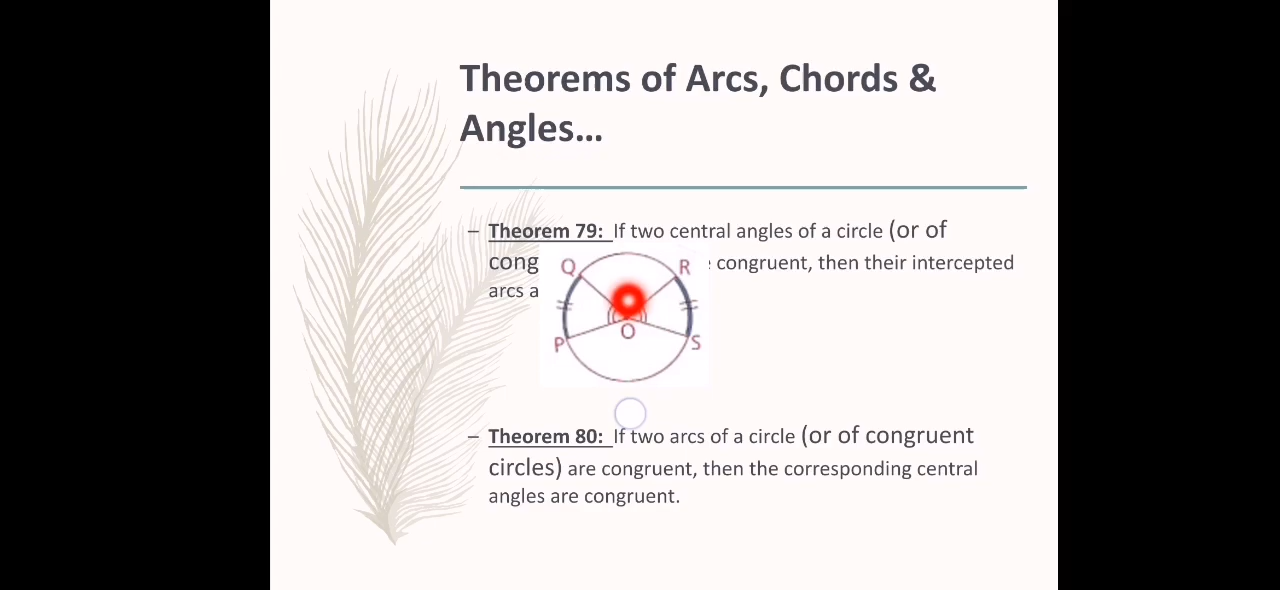 Theorems of Arcs, Chords &
Angles…
– Theorem 79: If two central angles of a circle (or of
congruent, then their intercepted
Q
R
O
P
S
– Theorem 80: If two arcs of a circle (or of congruent
circles) are congruent, then the corresponding central
angles are congruent.